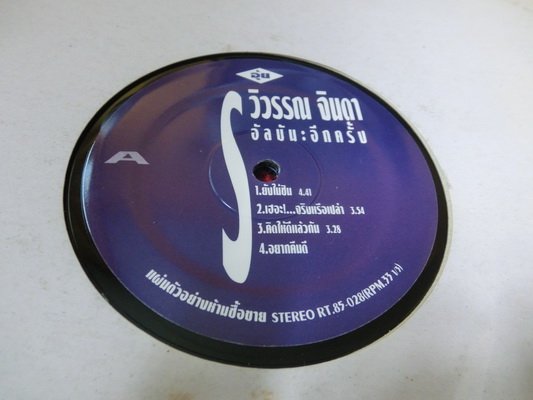 วิวรรณ จินดา
S
อัลบัม:อีกครั้ง
A
1.ยังไม่ชิน 4.41
2.เฮอะ!...จริงหรือเปล่า 3.54
3.คิดให้ดีแล้วกัน 3.28
4.อยากคืนดี
แผ่นตัวอย่างห้ามซื้อขาย STEREO RT.85-028(RPM.33 1/3)